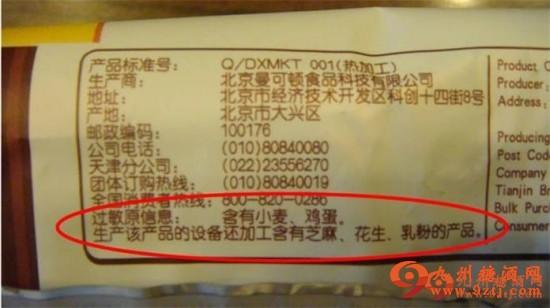 产品标准号: Q/DXMKT 001(热加工)
生产商: 北京曼可顿食品科技有限公司
地址: 北京市经济技术开发区科创十四街8号
产地: 北京市大兴区
邮政编码: 100176
公司电话: (010)80840080
天津分公司: (022)23556270
团体订购热线: (010)80840019
全国消费者热线: 800-820-0286
过敏原信息: 含有小麦、鸡蛋。
生产该产品的设备还加工含有芝麻、花生、乳粉的产品。
Product C
Producer:
Address:
Producing
Post Code
Company
Tianjin Br
Bulk Purc
Consumer
九州糖酒网
www.9ztj.com